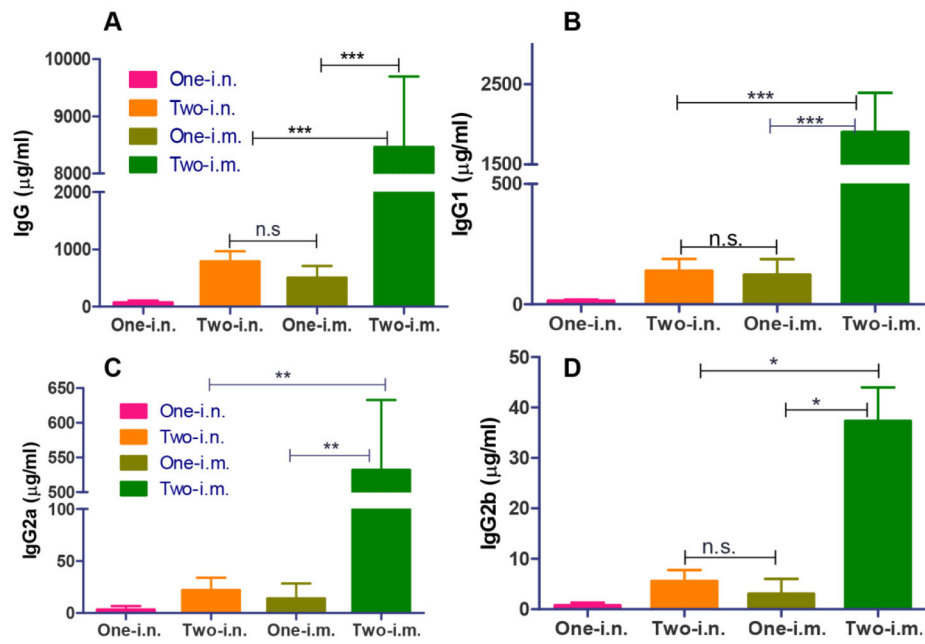 A
IgG (μg/ml)
10000
9000
8000
2000
1000
0
One-i.n.
Two-i.n.
One-i.m.
Two-i.m.
***
***
n.s
One-i.n. Two-i.n. One-i.m. Two-i.m.
B
IgG1 (μg/ml)
2500
1500
500
0
***
***
n.s.
One-i.n. Two-i.n. One-i.m. Two-i.m.
C
IgG2a (μg/ml)
650
600
550
500
100
50
0
One-i.n.
Two-i.n.
One-i.m.
Two-i.m.
**
**
One-i.n. Two-i.n. One-i.m. Two-i.m.
D
IgG2b (μg/ml)
50
40
30
20
10
0
*
*
n.s.
One-i.n. Two-i.n. One-i.m. Two-i.m.